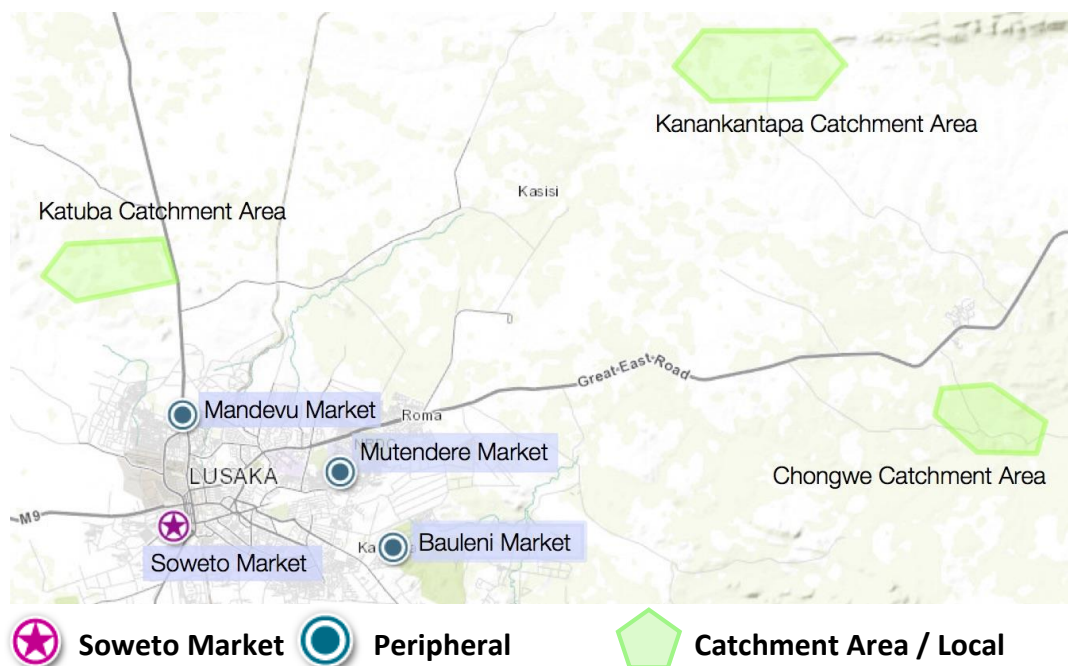 Kanankantapa Catchment Area
Kasisi
Katuba Catchment Area
Great East Road
Mandevu Market
Roma
Mutendere Market
LUSAKA
Chongwe Catchment Area
M9
Bauleni Market
Soweto Market
Soweto Market
Peripheral
Catchment Area / Local